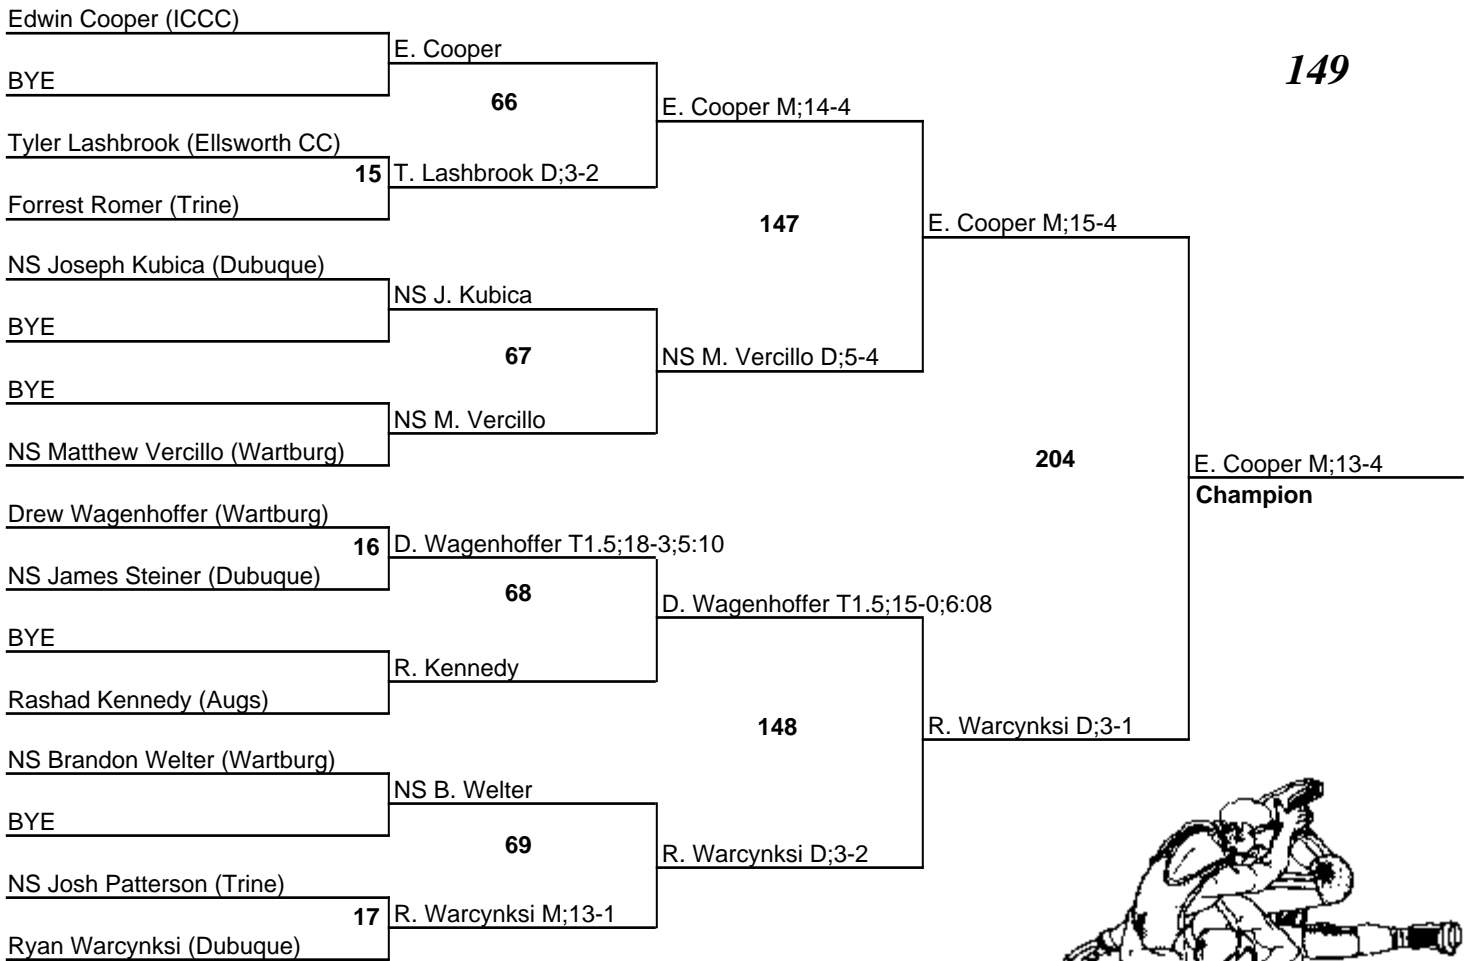 Edwin Cooper (ICCC)
E. Cooper
BYE
149
66
E. Cooper M;14-4
Tyler Lashbrook (Ellsworth CC)
15
T. Lashbrook D;3-2
Forrest Romer (Trine)
147
E. Cooper M;15-4
NS Joseph Kubica (Dubuque)
NS J. Kubica
BYE
67
NS M. Vercillo D;5-4
BYE
NS M. Vercillo
NS Matthew Vercillo (Wartburg)
204
E. Cooper M;13-4
Champion
Drew Wagenhoffer (Wartburg)
16
D. Wagenhoffer T1.5;18-3;5:10
NS James Steiner (Dubuque)
68
D. Wagenhoffer T1.5;15-0;6:08
BYE
R. Kennedy
Rashad Kennedy (Augs)
148
R. Warcynksi D;3-1
NS Brandon Welter (Wartburg)
NS B. Welter
BYE
69
R. Warcynksi D;3-2
NS Josh Patterson (Trine)
17
R. Warcynksi M;13-1
Ryan Warcynksi (Dubuque)